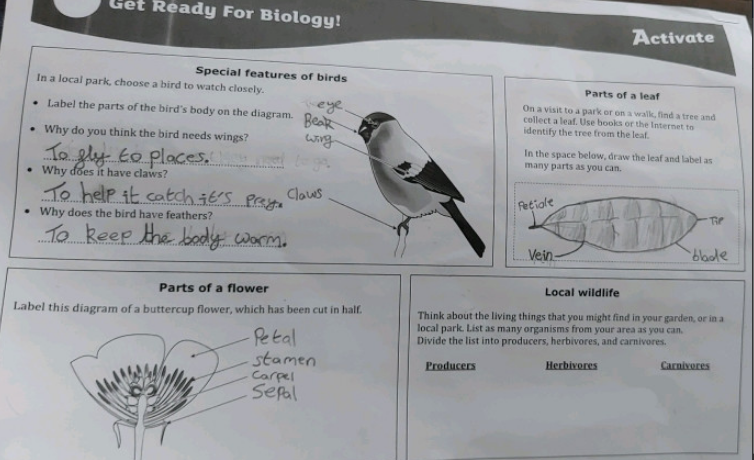 Get Ready For Biology!
Activate
Special features of birds
In a local park, choose a bird to watch closely.
• Label the parts of the bird's body on the diagram.
• Why do you think the bird needs wings?
To fly to places.
• Why does it have claws?
To help it catch it's prey.
• Why does the bird have feathers?
To keep the body worm.
eye
Beak
wing
Claws
Parts of a leaf
On a visit to a park or on a walk, find a tree and
collect a leaf. Use books or the Internet to
identify the tree from the leaf.
In the space below, draw the leaf and label as
many parts as you can.
Petiole
Tip
Vein
blade
Parts of a flower
Label this diagram of a buttercup flower, which has been cut in half.
Petal
Stamen
Carpel
Sepal
Local wildlife
Think about the living things that you might find in your garden, or in a
local park. List as many organisms from your area as you can.
Divide the list into producers, herbivores, and carnivores.
Producers Herbivores Carnivores